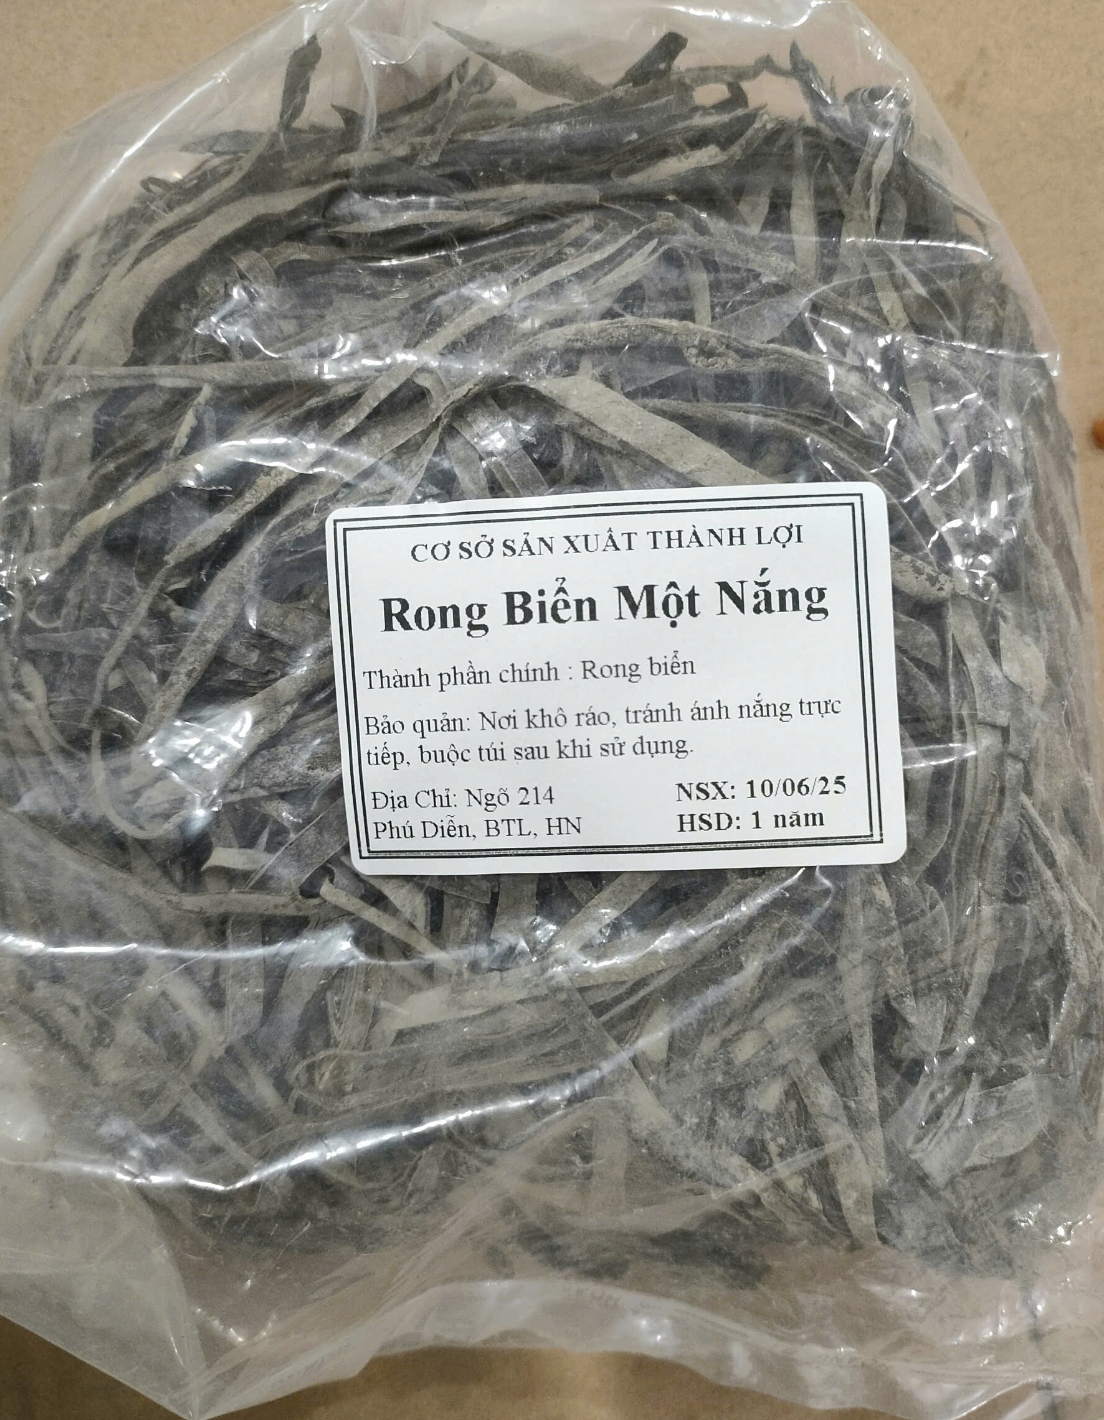 CƠ SỞ SẢN XUẤT THÀNH LỢI
Rong Biển Một Nắng
Thành phần chính : Rong biển
Bảo quản: Nơi khô ráo, tránh ánh nắng trực
tiếp, buộc túi sau khi sử dụng.
Địa Chỉ: Ngõ 214
Phú Diễn, BTL, HN
NSX: 10/06/25
HSD: 1 năm